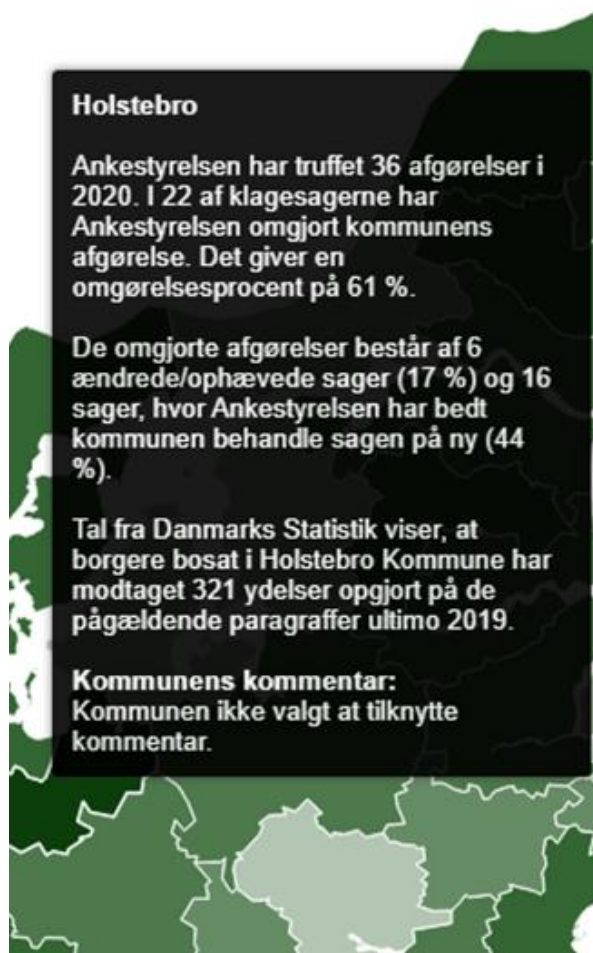 Holstebro
Ankestyrelsen har truffet 36 afgørelser i
2020. I 22 af klagesagerne har
Ankestyrelsen omgjort kommunens
afgørelse. Det giver en
omgørelsesprocent på 61 %.
De omgjorte afgørelser består af 6
ændrede/ophævede sager (17 %) og 16
sager, hvor Ankestyrelsen har bedt
kommunen behandle sagen på ny (44
%).
Tal fra Danmarks Statistik viser, at
borgere bosat i Holstebro Kommune har
modtaget 321 ydelser opgjort på de
pågældende paragraffer ultimo 2019.
Kommunens kommentar:
Kommunen ikke valgt at tilknytte
kommentar.